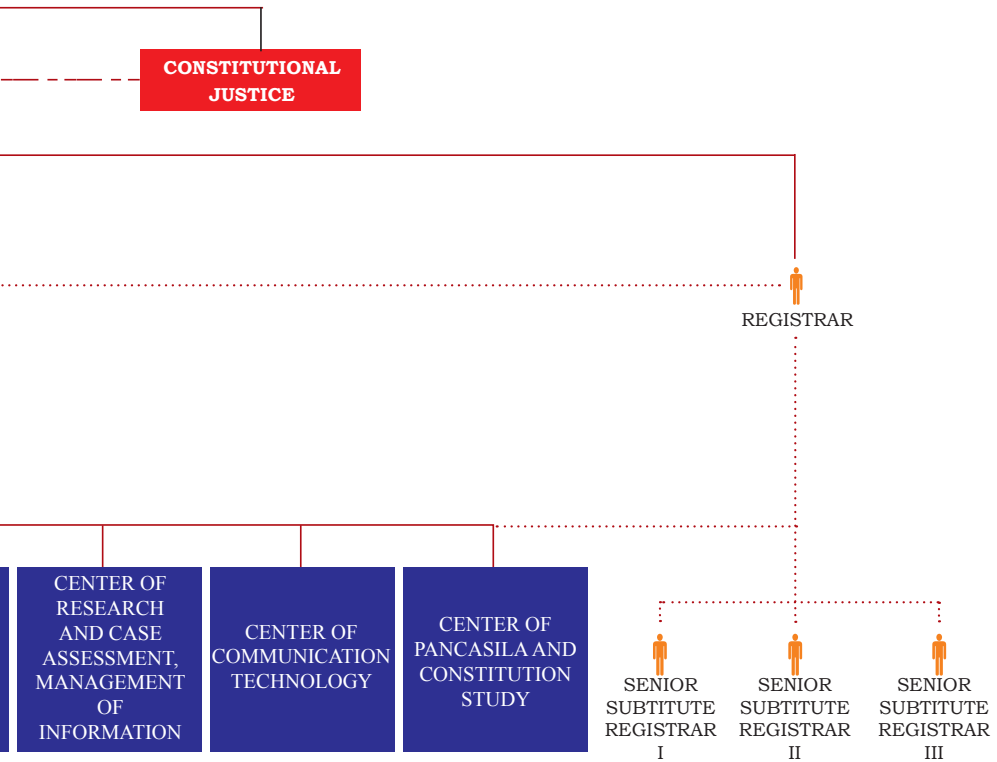 CONSTITUTIONAL
JUSTICE
REGISTRAR
CENTER OF
RESEARCH
AND CASE
ASSESSMENT,
MANAGEMENT
OF
INFORMATION
CENTER OF
COMMUNICATION
TECHNOLOGY
CENTER OF
PANCASILA AND
CONSTITUTION
STUDY
SENIOR
SUBTITUTE
REGISTRAR
I
SENIOR
SUBTITUTE
REGISTRAR
II
SENIOR
SUBTITUTE
REGISTRAR
III